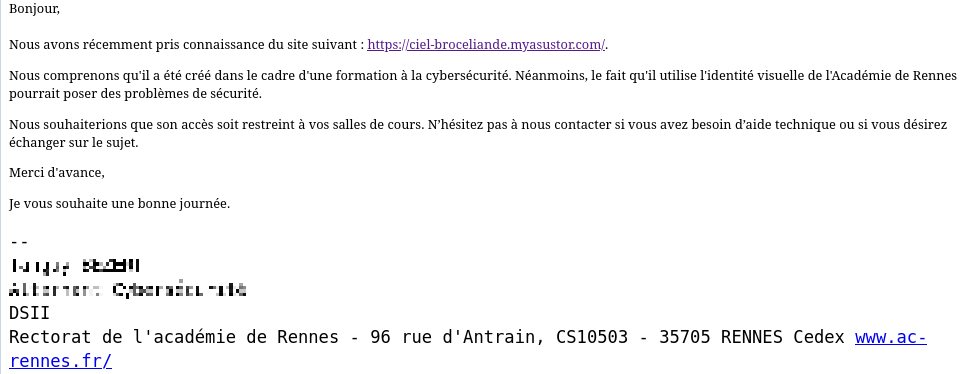 Bonjour,
Nous avons récemment pris connaissance du site suivant : https://ciel-broceliande.myasustor.com/.
Nous comprenons qu'il a été créé dans le cadre d'une formation à la cybersécurité. Néanmoins, le fait qu'il utilise l'identité visuelle de l'Académie de Rennes
pourrait poser des problèmes de sécurité.
Nous souhaiterions que son accès soit restreint à vos salles de cours. N’hésitez pas à nous contacter si vous avez besoin d’aide technique ou si vous désirez
échanger sur le sujet.
Merci d'avance,
Je vous souhaite une bonne journée.
--
DSII
Rectorat de l'académie de Rennes - 96 rue d'Antrain, CS10503 - 35705 RENNES Cedex www.ac-
rennes.fr/